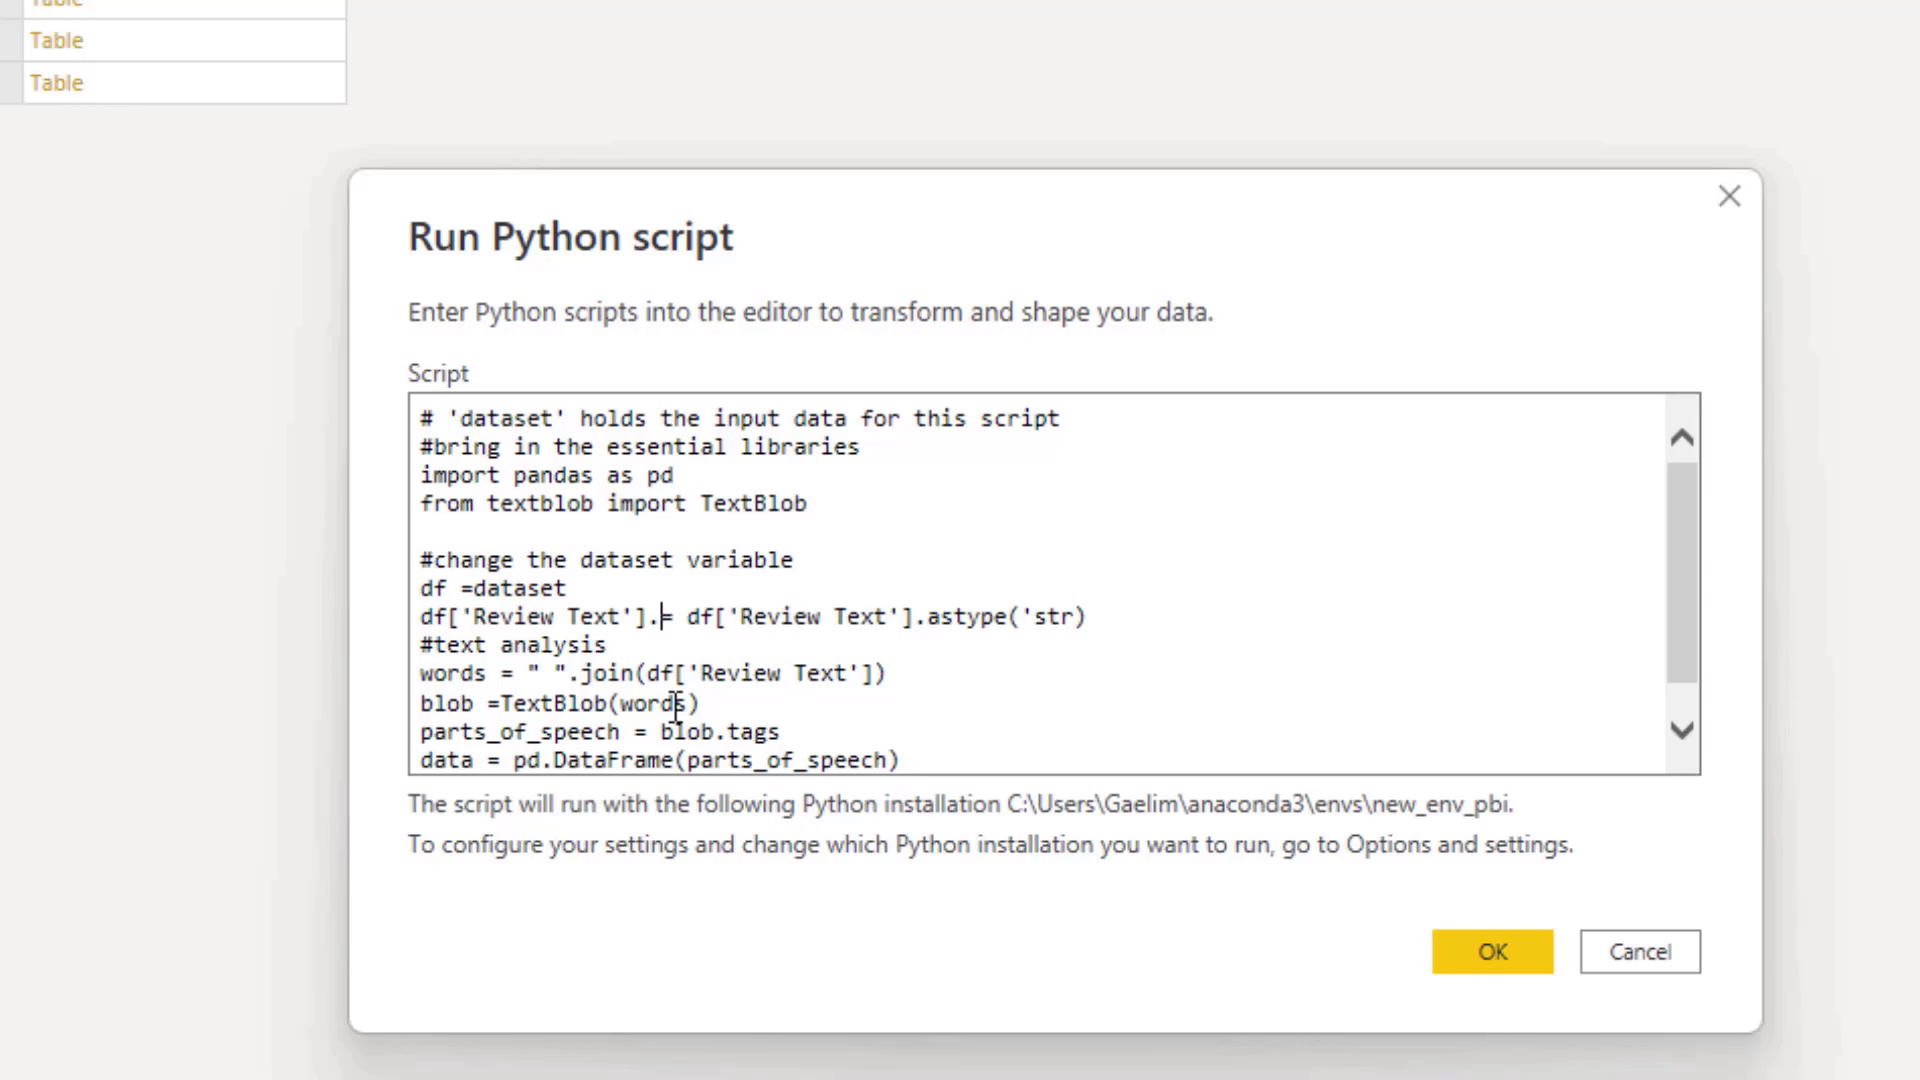 Table
Table
Table
Run Python script
Enter Python scripts into the editor to transform and shape your data.
Script
# 'dataset' holds the input data for this script
#bring in the essential libraries
import pandas as pd
from textblob import TextBlob
#change the dataset variable
df =dataset
df['Review Text'].= df['Review Text'].astype('str)
#text analysis
words = " ".join(df['Review Text'])
blob =TextBlob(words)
parts_of_speech = blob.tags
data = pd.DataFrame(parts_of_speech)
The script will run with the following Python installation C:\Users\Gaelim\anaconda3\envs\new_env_pbi.
To configure your settings and change which Python installation you want to run, go to Options and settings.
OK
Cancel